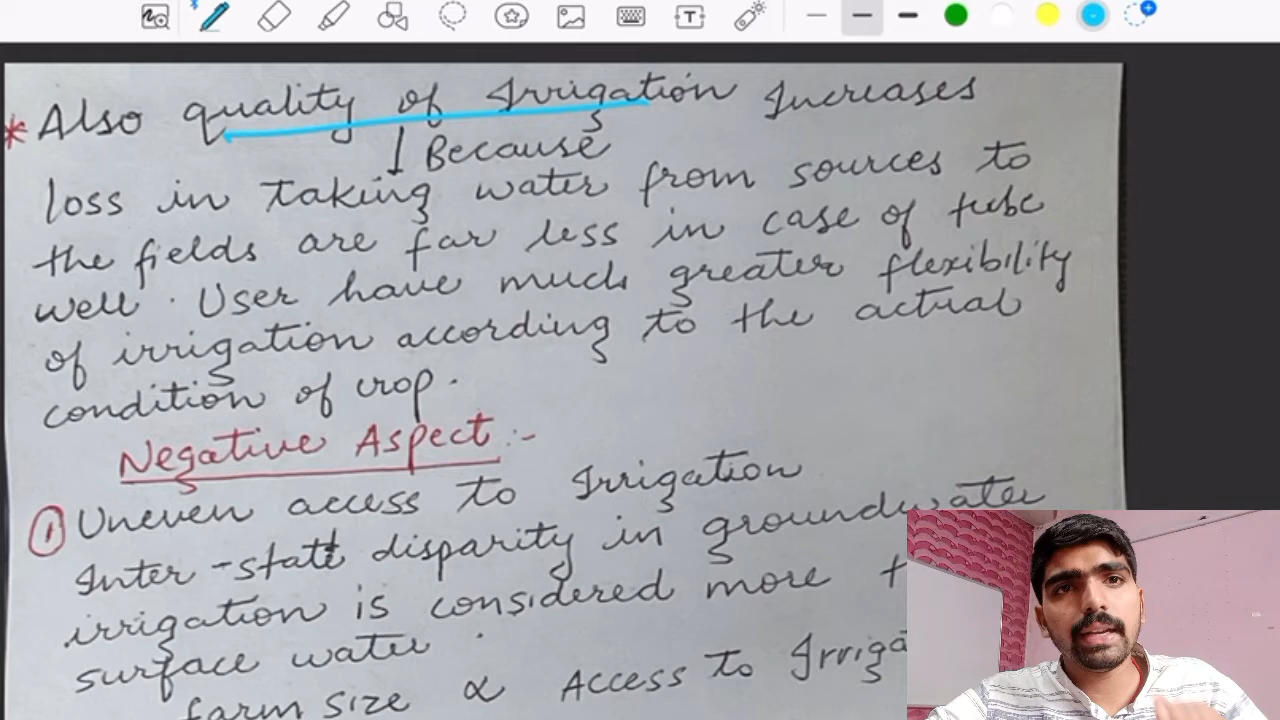 * Also quality of Irrigation Increases
↓ Because
loss in taking water from sources to
the fields are far less in case of tube
well. User have much greater flexibility
of irrigation according to the actual
condition of crop.
Negative Aspect :-
① Uneven access to Irrigation
Inter-state disparity in groundwater
irrigation is considered more
surface water.
farm size ∝ Access to